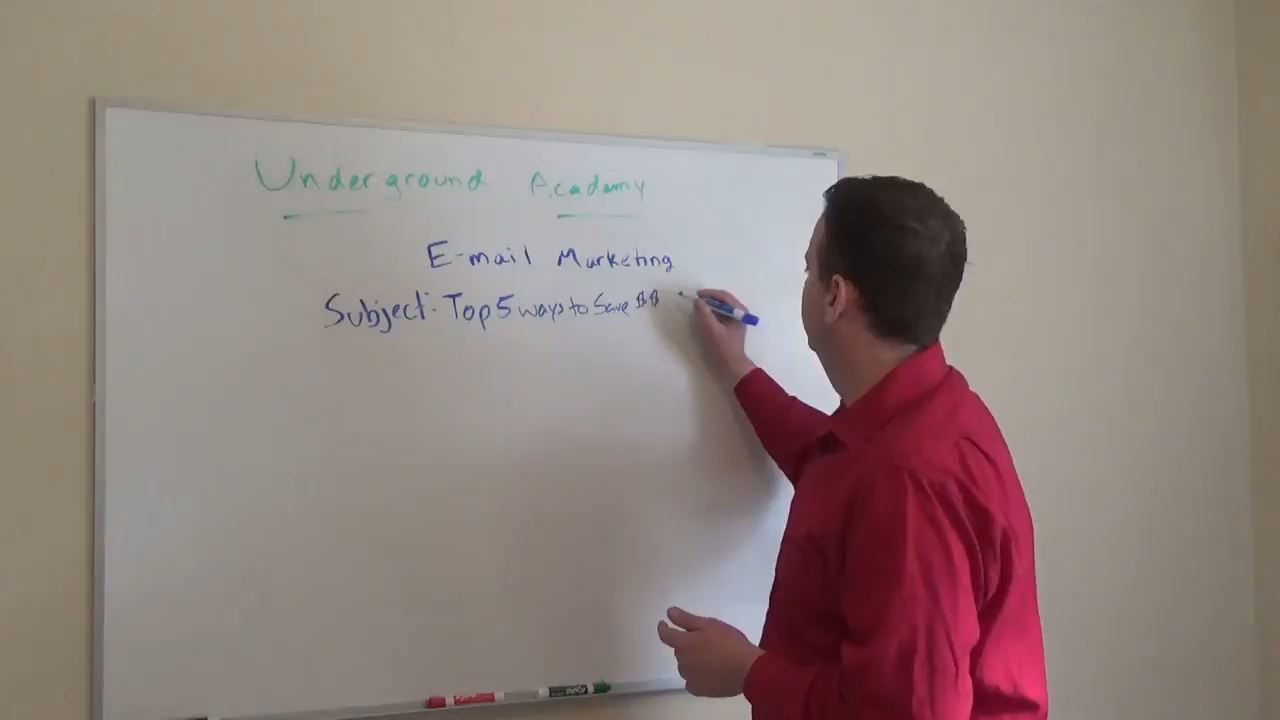 Underground Academy
E-mail Marketing
Subject: Top 5 ways to Save $$